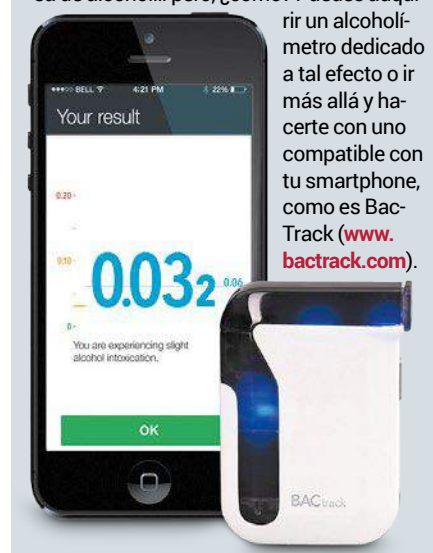 rir un alcoholí-
metro dedicado
a tal efecto o ir
más allá y ha-
certe con uno
compatible con
tu smartphone,
como es Bac-
Track (www.
bactrack.com).
BELL 4:21 PM 22%
Your result
0.20
0.10
0.032 0.06
0
You are experiencing slight
alcohol intoxication.
OK
BACtrack